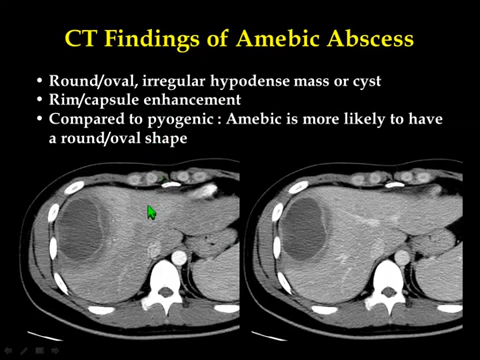 CT Findings of Amebic Abscess
• Round/oval, irregular hypodense mass or cyst
• Rim/capsule enhancement
• Compared to pyogenic : Amebic is more likely to have
a round/oval shape